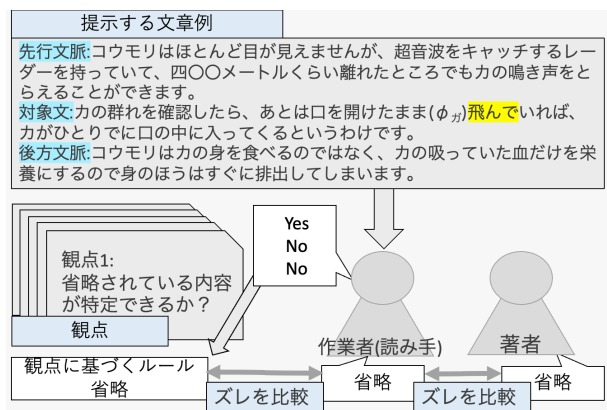 提示する文章例
先行文脈:コウモリはほとんど目が見えませんが、超音波をキャッチするレー
ダーを持っていて、四〇〇メートルくらい離れたところでも力の鳴き声をと
らえることができます。
対象文:カの群れを確認したら、あとは口を開けたまま(φガ)飛んでいれば、
カがひとりでに口の中に入ってくるというわけです。
後方文脈:コウモリはカの身を食べるのではなく、カの吸っていた血だけを栄
養にするので身のほうはすぐに排出してしまいます。
Yes
No
No
観点1:
省略されている内容
が特定できるか？
観点
作業者(読み手)
著者
観点に基づくルール
省略
ズレを比較
省略
ズレを比較
省略